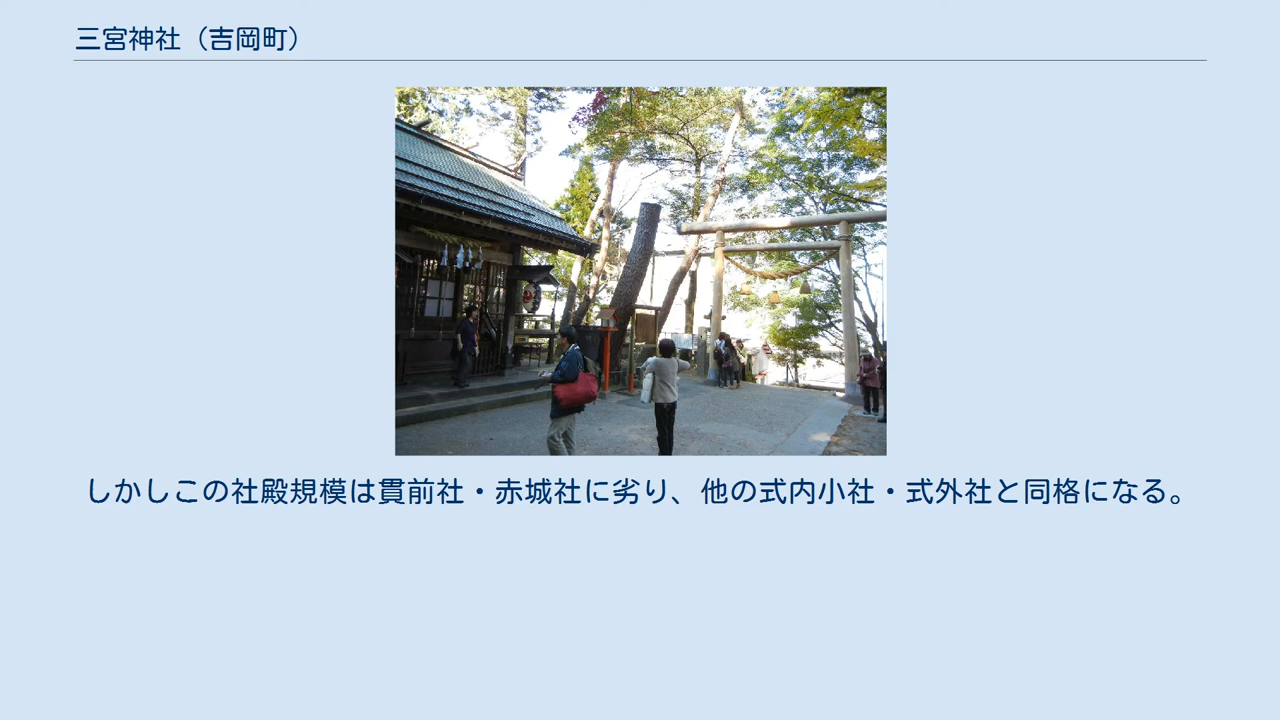 三宮神社（吉岡町）
しかしこの社殿規模は貫前社・赤城社に劣り、他の式内小社・式外社と同格になる。